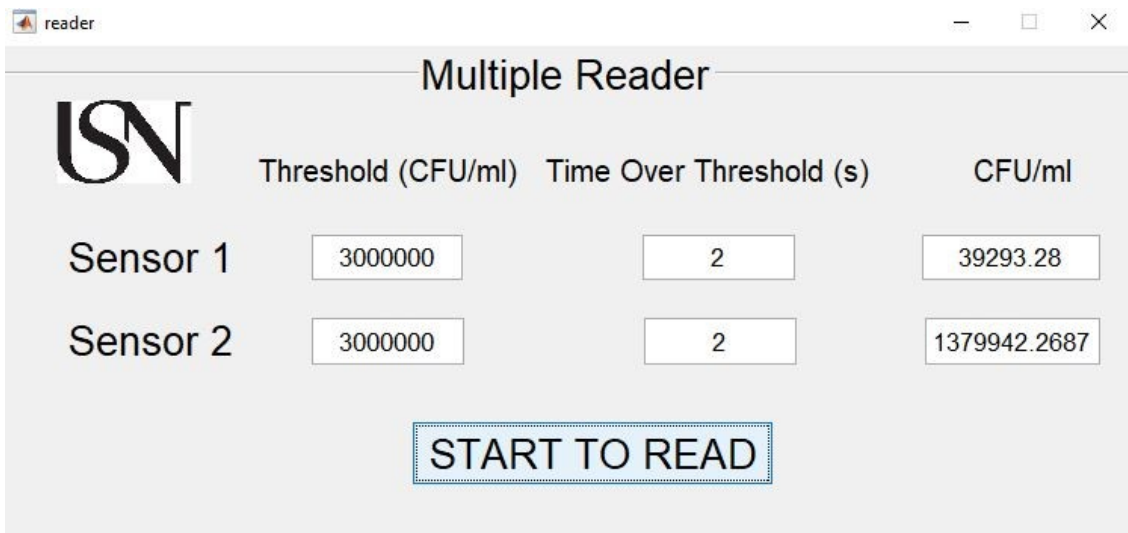 reader
Multiple Reader
USN
Threshold (CFU/ml) Time Over Threshold (s) CFU/ml
Sensor 1 3000000 2 39293.28
Sensor 2 3000000 2 1379942.2687
START TO READ